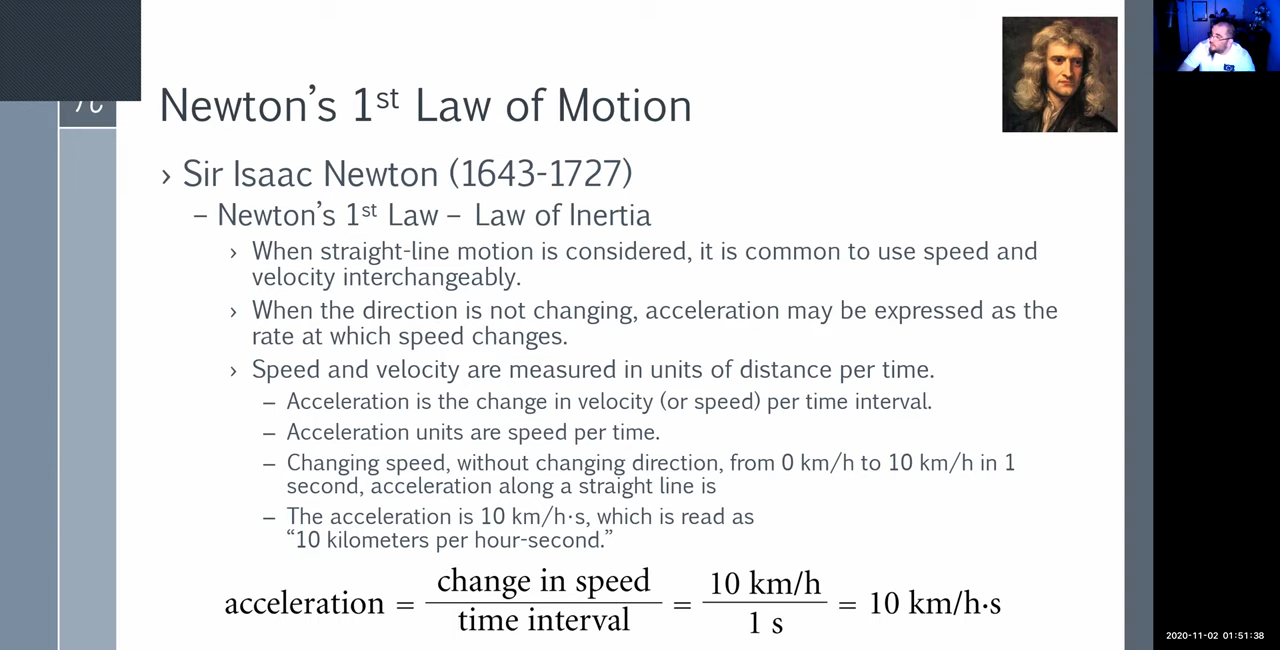 Newton's 1st Law of Motion
› Sir Isaac Newton (1643-1727)
– Newton's 1st Law – Law of Inertia
› When straight-line motion is considered, it is common to use speed and
velocity interchangeably.
› When the direction is not changing, acceleration may be expressed as the
rate at which speed changes.
› Speed and velocity are measured in units of distance per time.
– Acceleration is the change in velocity (or speed) per time interval.
– Acceleration units are speed per time.
– Changing speed, without changing direction, from 0 km/h to 10 km/h in 1
second, acceleration along a straight line is
– The acceleration is 10 km/h·s, which is read as
“10 kilometers per hour-second.”
acceleration = change in speed / time interval = 10 km/h / 1 s = 10 km/h·s
2020-11-02 01:51:38